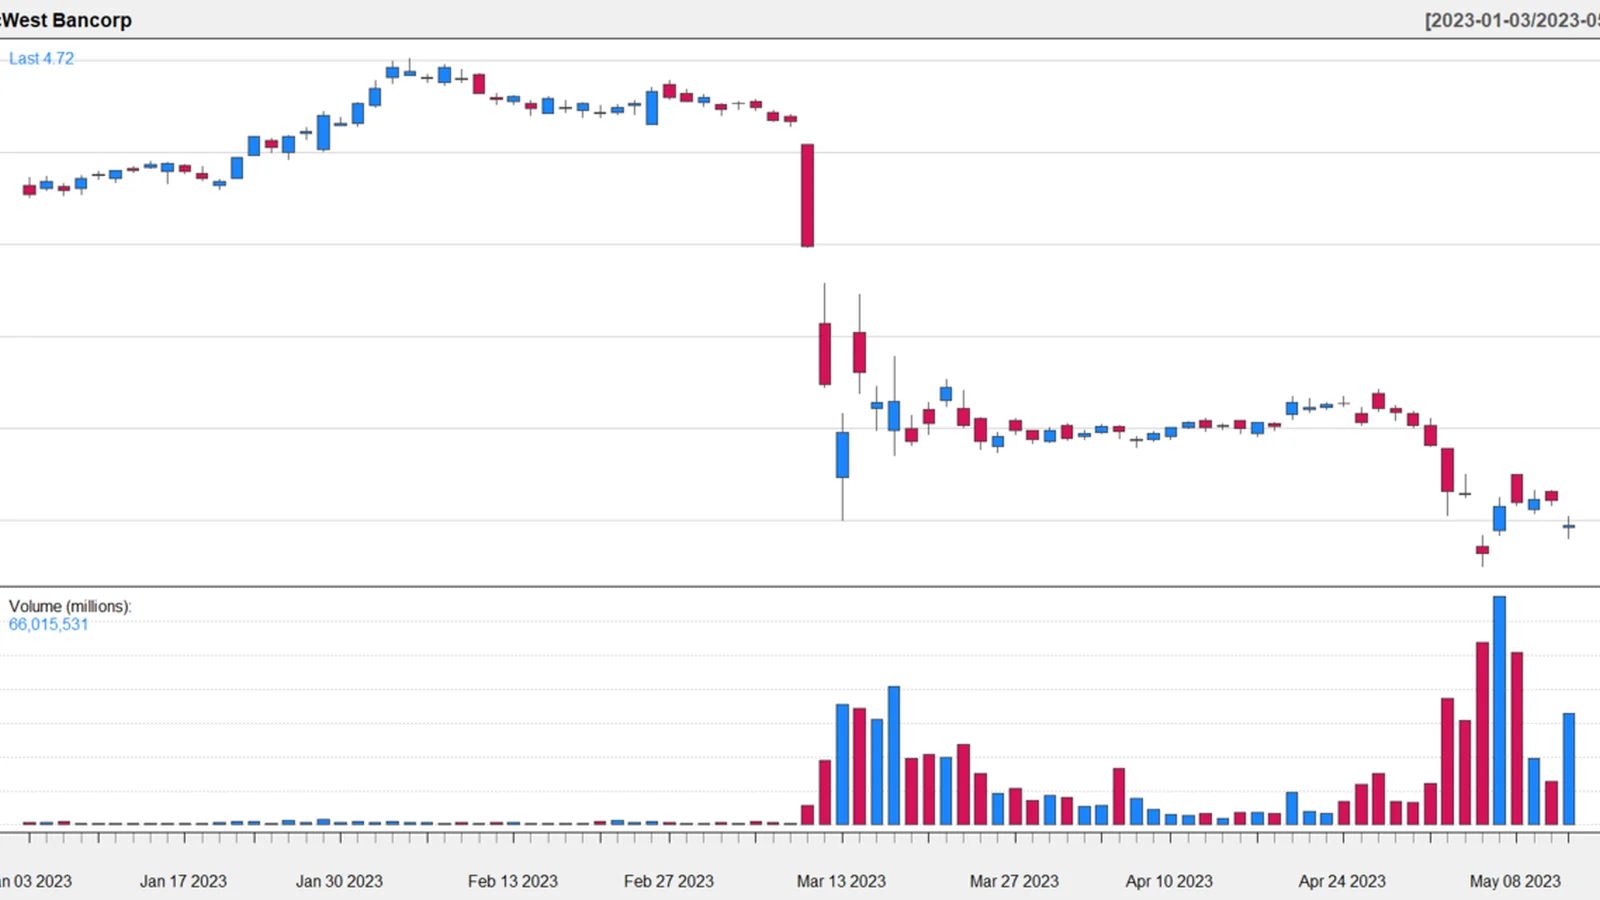 cWest Bancorp [2023-01-03/2023-05
Last 4.72
Volume (millions):
66,015,531
an 03 2023 Jan 17 2023 Jan 30 2023 Feb 13 2023 Feb 27 2023 Mar 13 2023 Mar 27 2023 Apr 10 2023 Apr 24 2023 May 08 2023